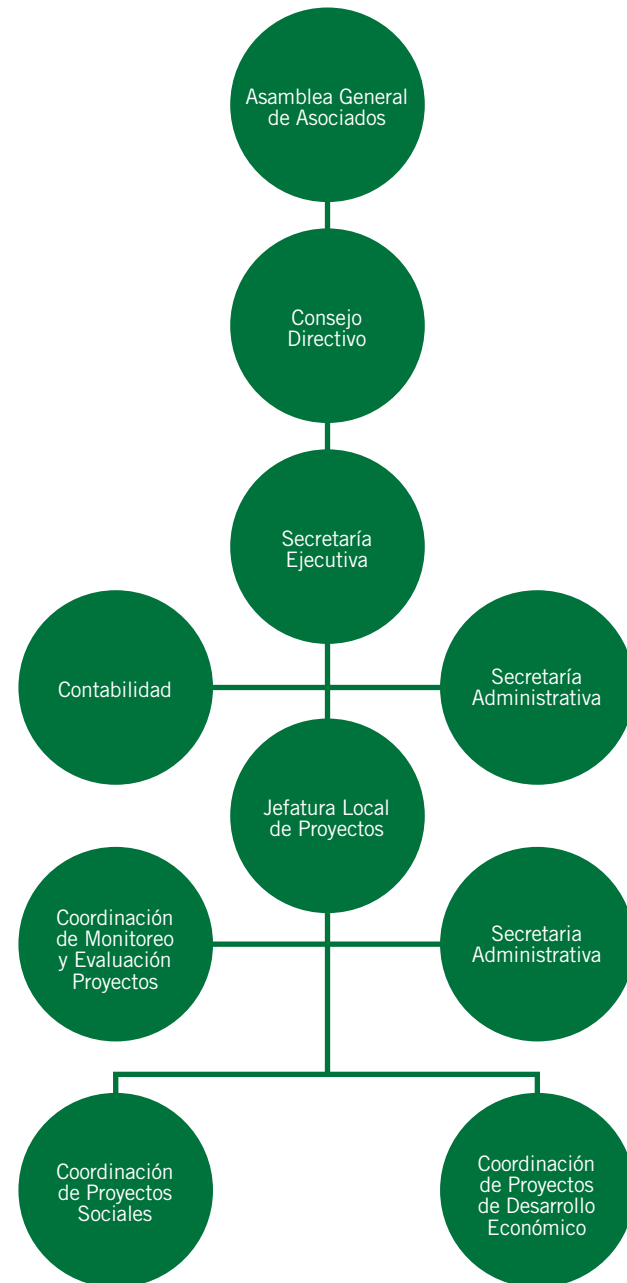 Asamblea General
de Asociados
Consejo
Directivo
Secretaría
Ejecutiva
Contabilidad
Secretaría
Administrativa
Jefatura Local
de Proyectos
Coordinación
de Monitoreo
y Evaluación
Proyectos
Secretaria
Administrativa
Coordinación
de Proyectos
Sociales
Coordinación
de Proyectos
de Desarrollo
Económico